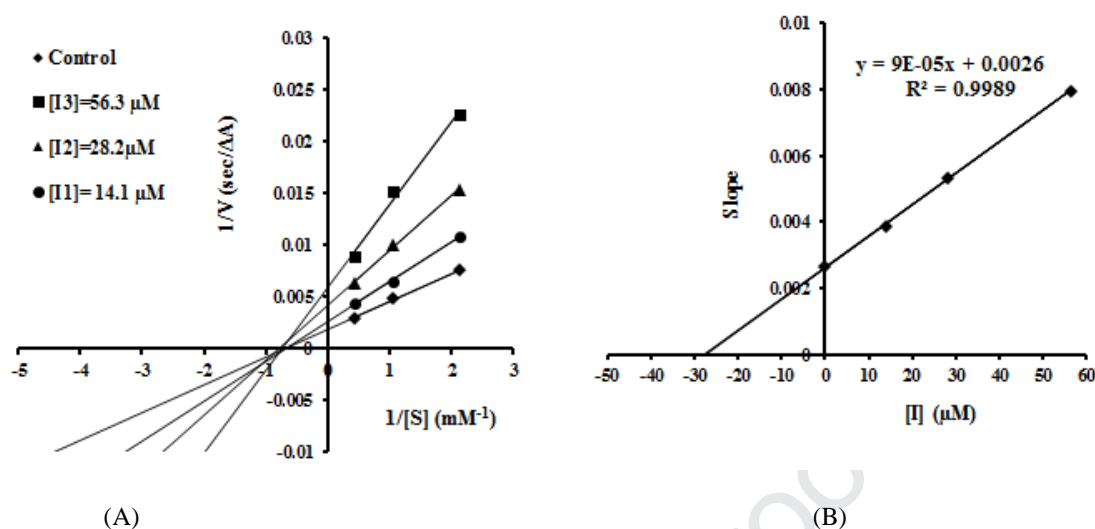 ◆ Control
■ [I3]=56.3 µM
▲ [I2]=28.2µM
● [I1]= 14.1 µM
1/V (sec/ΔA)
0.03
0.025
0.02
0.015
0.01
0.005
0
-0.005
-0.01
-5 -4 -3 -2 -1 0 1 2 3
1/[S] (mM⁻¹)
(A)
y = 9E-05x + 0.0026
R² = 0.9989
Slope
0.01
0.008
0.006
0.004
0.002
0
-50 -40 -30 -20 -10 0 10 20 30 40 50 60
[I] (µM)
(B)